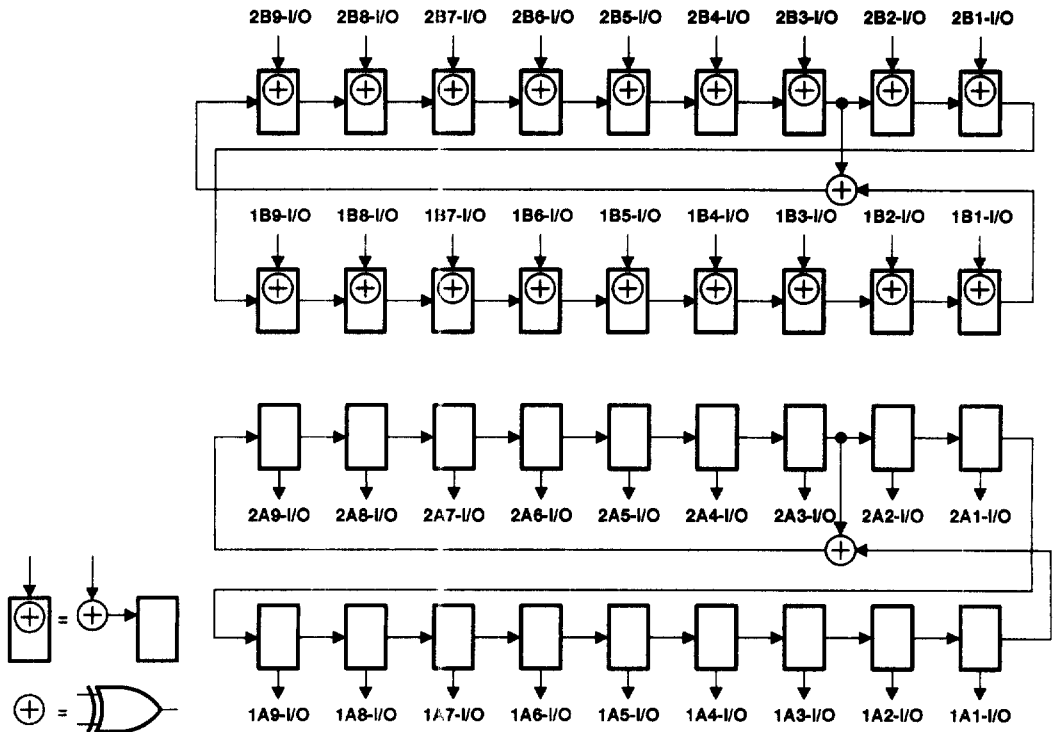 2B9-I/O 2B8-I/O 2B7-I/O 2B6-I/O 2B5-I/O 2B4-I/O 2B3-I/O 2B2-I/O 2B1-I/O
1B9-I/O 1B8-I/O 1B7-I/O 1B6-I/O 1B5-I/O 1B4-I/O 1B3-I/O 1B2-I/O 1B1-I/O
2A9-I/O 2A8-I/O 2A7-I/O 2A6-I/O 2A5-I/O 2A4-I/O 2A3-I/O 2A2-I/O 2A1-I/O
=
=
1A9-I/O 1A8-I/O 1A7-I/O 1A6-I/O 1A5-I/O 1A4-I/O 1A3-I/O 1A2-I/O 1A1-I/O